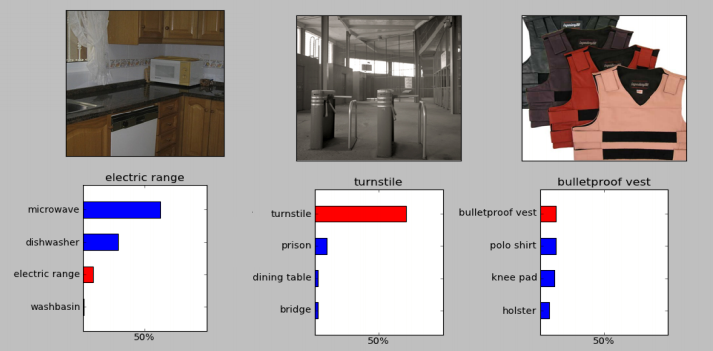 electric range
microwave
dishwasher
electric range
washbasin
50%
turnstile
turnstile
prison
dining table
bridge
50%
bulletproof vest
bulletproof vest
polo shirt
knee pad
holster
50%